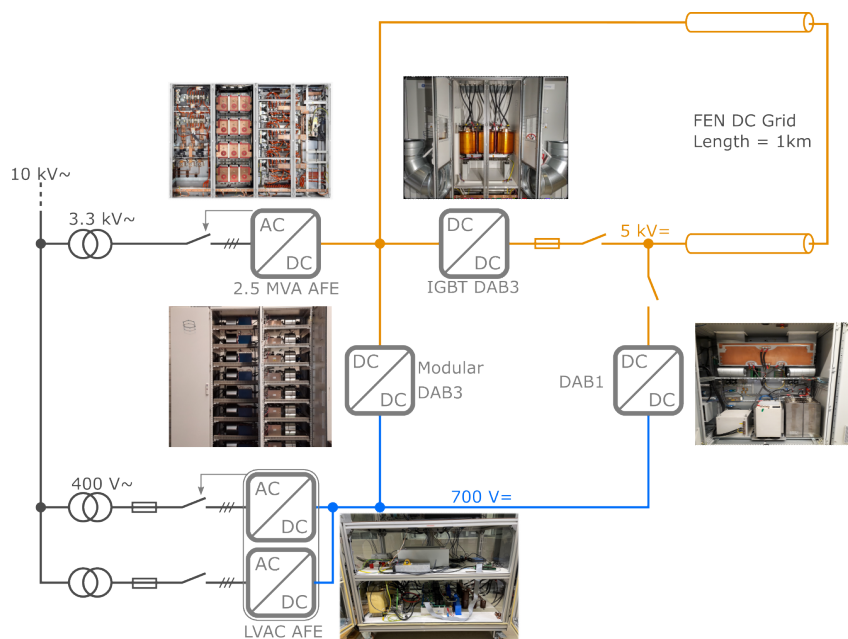 FEN DC Grid
Length = 1km
10 kV~
3.3 kV~
AC
DC
2.5 MVA AFE
DC
DC
IGBT DAB3
5 kV=
DC
DC
Modular
DAB3
DAB1
DC
DC
400 V~
AC
DC
700 V=
AC
DC
LVAC AFE